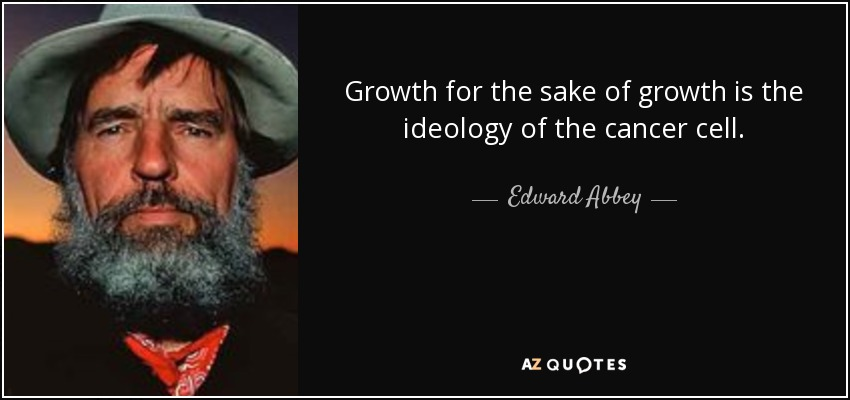 Growth for the sake of growth is the
ideology of the cancer cell.
Edward Abbey
AZ QUOTES